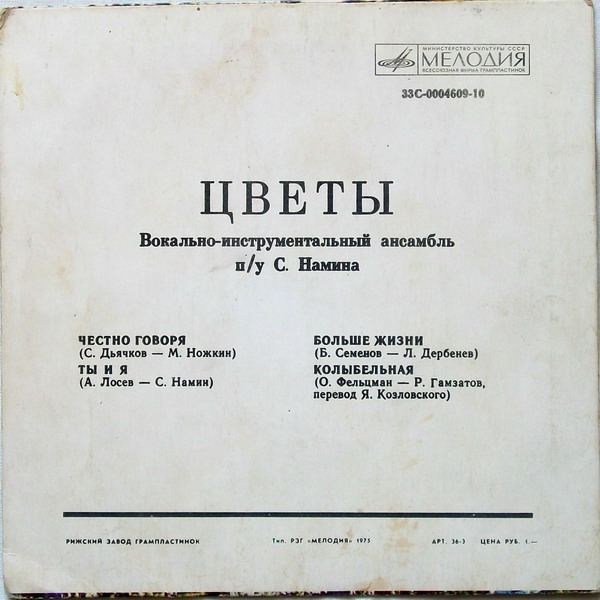 МИНИСТЕРСТВО КУЛЬТУРЫ СССР
МЕЛОДИЯ
ВСЕСОЮЗНАЯ ФИРМА ГРАМПЛАСТИНОК
33С-0004609-10
ЦВЕТЫ
Вокально-инструментальный ансамбль
п/у С. Намина
ЧЕСТНО ГОВОРЯ
(С. Дьячков — М. Ножкин)
ТЫ И Я
(А. Лосев — С. Намин)
БОЛЬШЕ ЖИЗНИ
(Б. Семенов — Л. Дербенев)
КОЛЫБЕЛЬНАЯ
(О. Фельцман — Р. Гамзатов,
перевод Я. Козловского)
РИЖСКИЙ ЗАВОД ГРАМПЛАСТИНОК Тип. РЗГ «МЕЛОДИЯ» 1975 АРТ. 36-3 ЦЕНА РУБ. 1.—